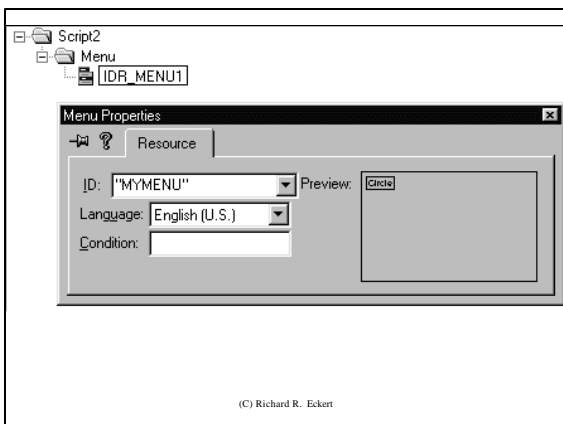 Script2
Menu
IDR_MENU1
Menu Properties
Resource
ID: "MYMENU" Preview: Circle
Language: English (U.S.)
Condition:
(C) Richard R. Eckert